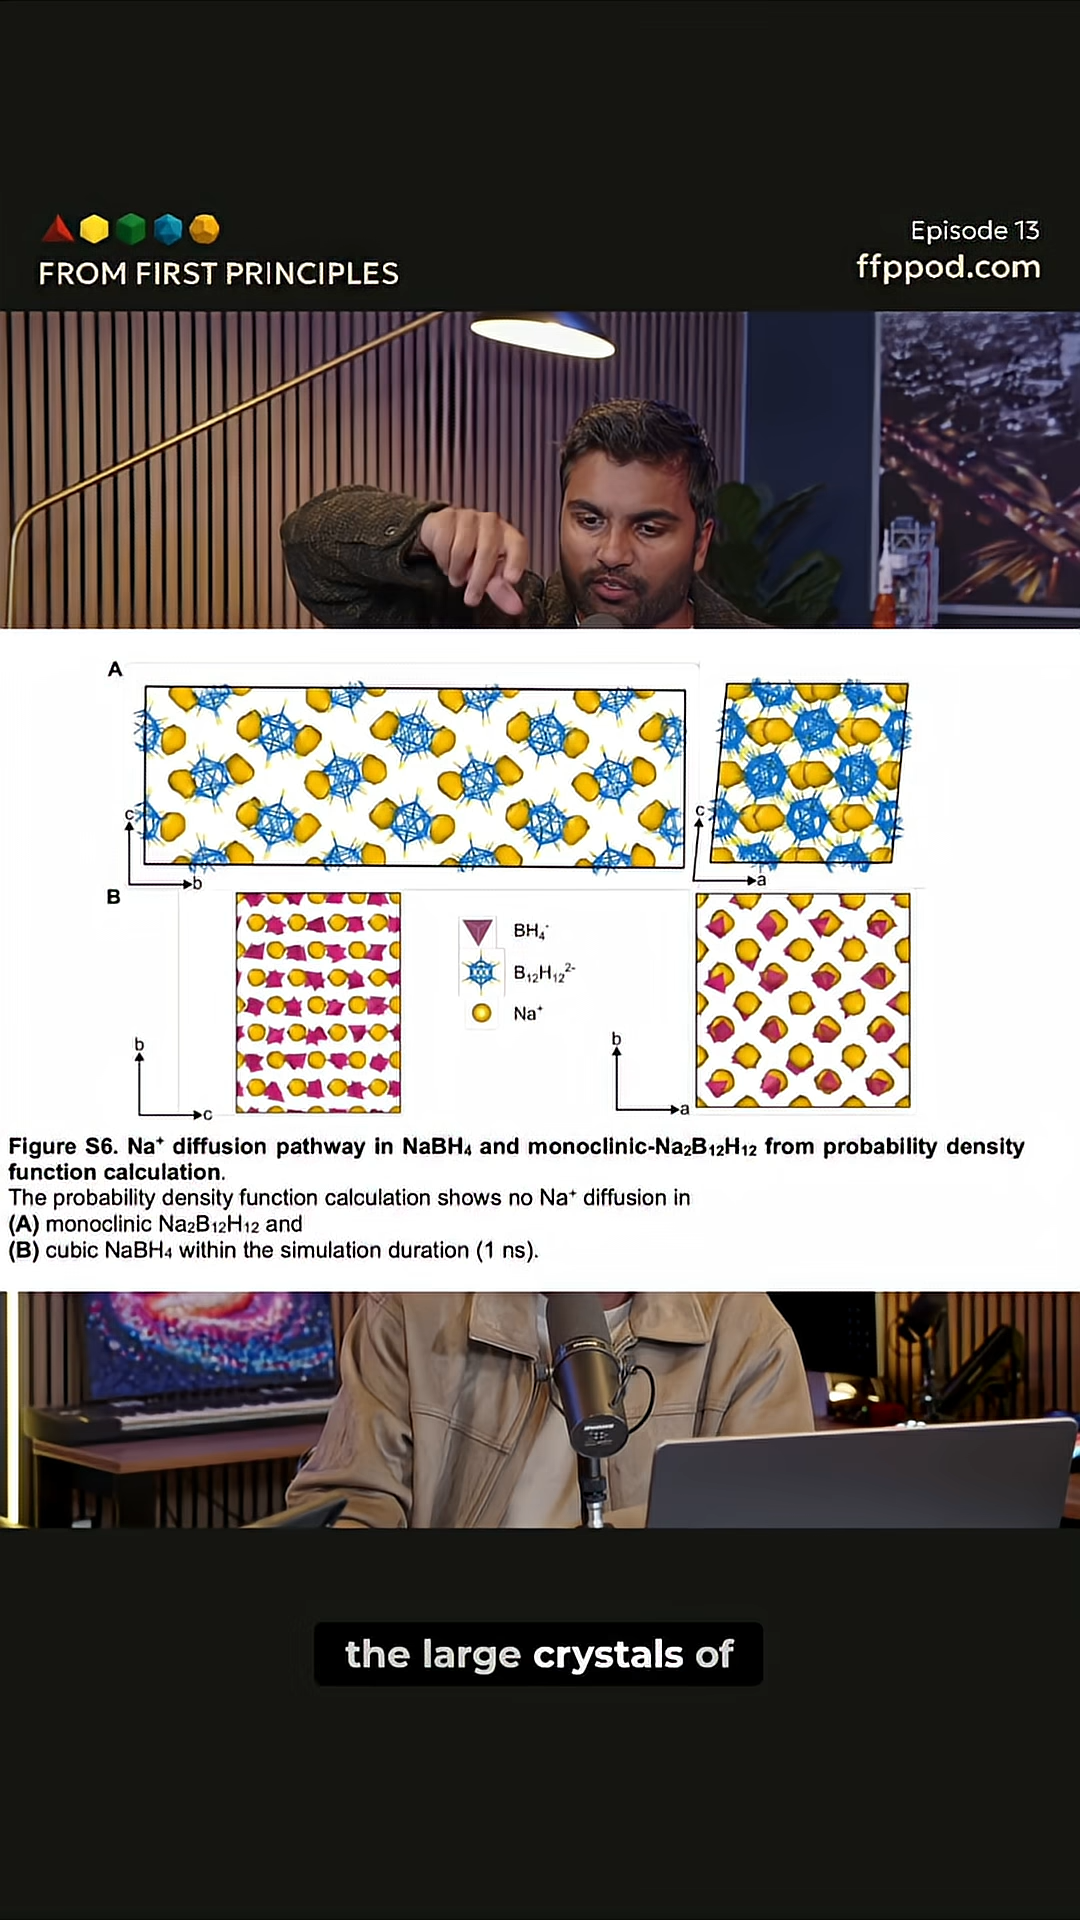 Episode 13
FROM FIRST PRINCIPLES
ffppod.com
A
c
b
c
a
B
BH₄⁻
B₁₂H₁₂²⁻
Na⁺
b
c
b
a
Figure S6. Na⁺ diffusion pathway in NaBH₄ and monoclinic-Na₂B₁₂H₁₂ from probability density
function calculation.
The probability density function calculation shows no Na⁺ diffusion in
(A) monoclinic Na₂B₁₂H₁₂ and
(B) cubic NaBH₄ within the simulation duration (1 ns).
the large crystals of